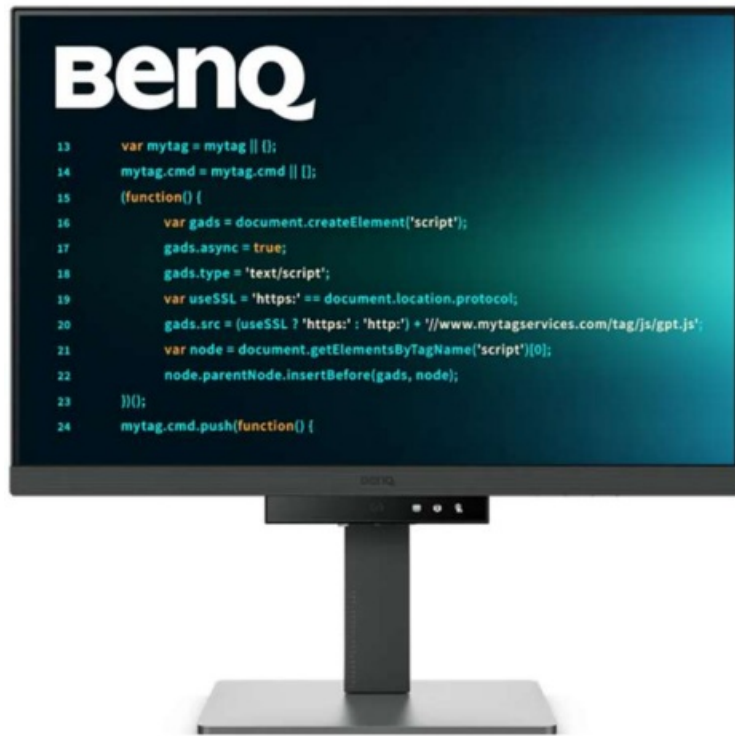 BenQ
13 var mytag = mytag || {};
14 mytag.cmd = mytag.cmd || [];
15 (function() {
16 var gads = document.createElement('script');
17 gads.async = true;
18 gads.type = 'text/script';
19 var useSSL = 'https:' == document.location.protocol;
20 gads.src = (useSSL ? 'https:' : 'http:') + '//www.mytagservices.com/tag/js/gpt.js';
21 var node = document.getElementsByTagName('script')[0];
22 node.parentNode.insertBefore(gads, node);
23 })();
24 mytag.cmd.push(function() {
BenQ